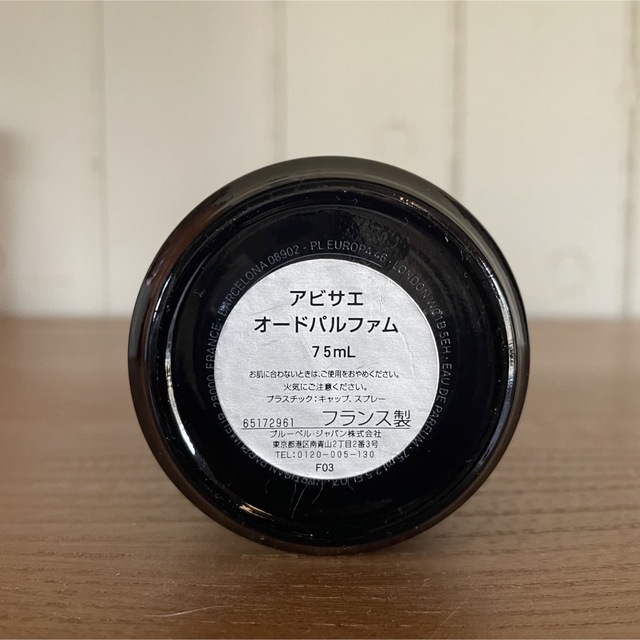 アビサエ
オードパルファム
75mL
お肌に合わないときは、ご使用をおやめください。
火気にご注意ください。
プラスチック:キャップ、スプレー
65172961 フランス製
ブルーベル・ジャパン株式会社
東京都港区南青山2丁目2番3号
TEL:0120-005-130
F03
BARCELONA 08902 - PL EUROPA 46 - LONDON WC1B 5EH - EAU DE PARFUM